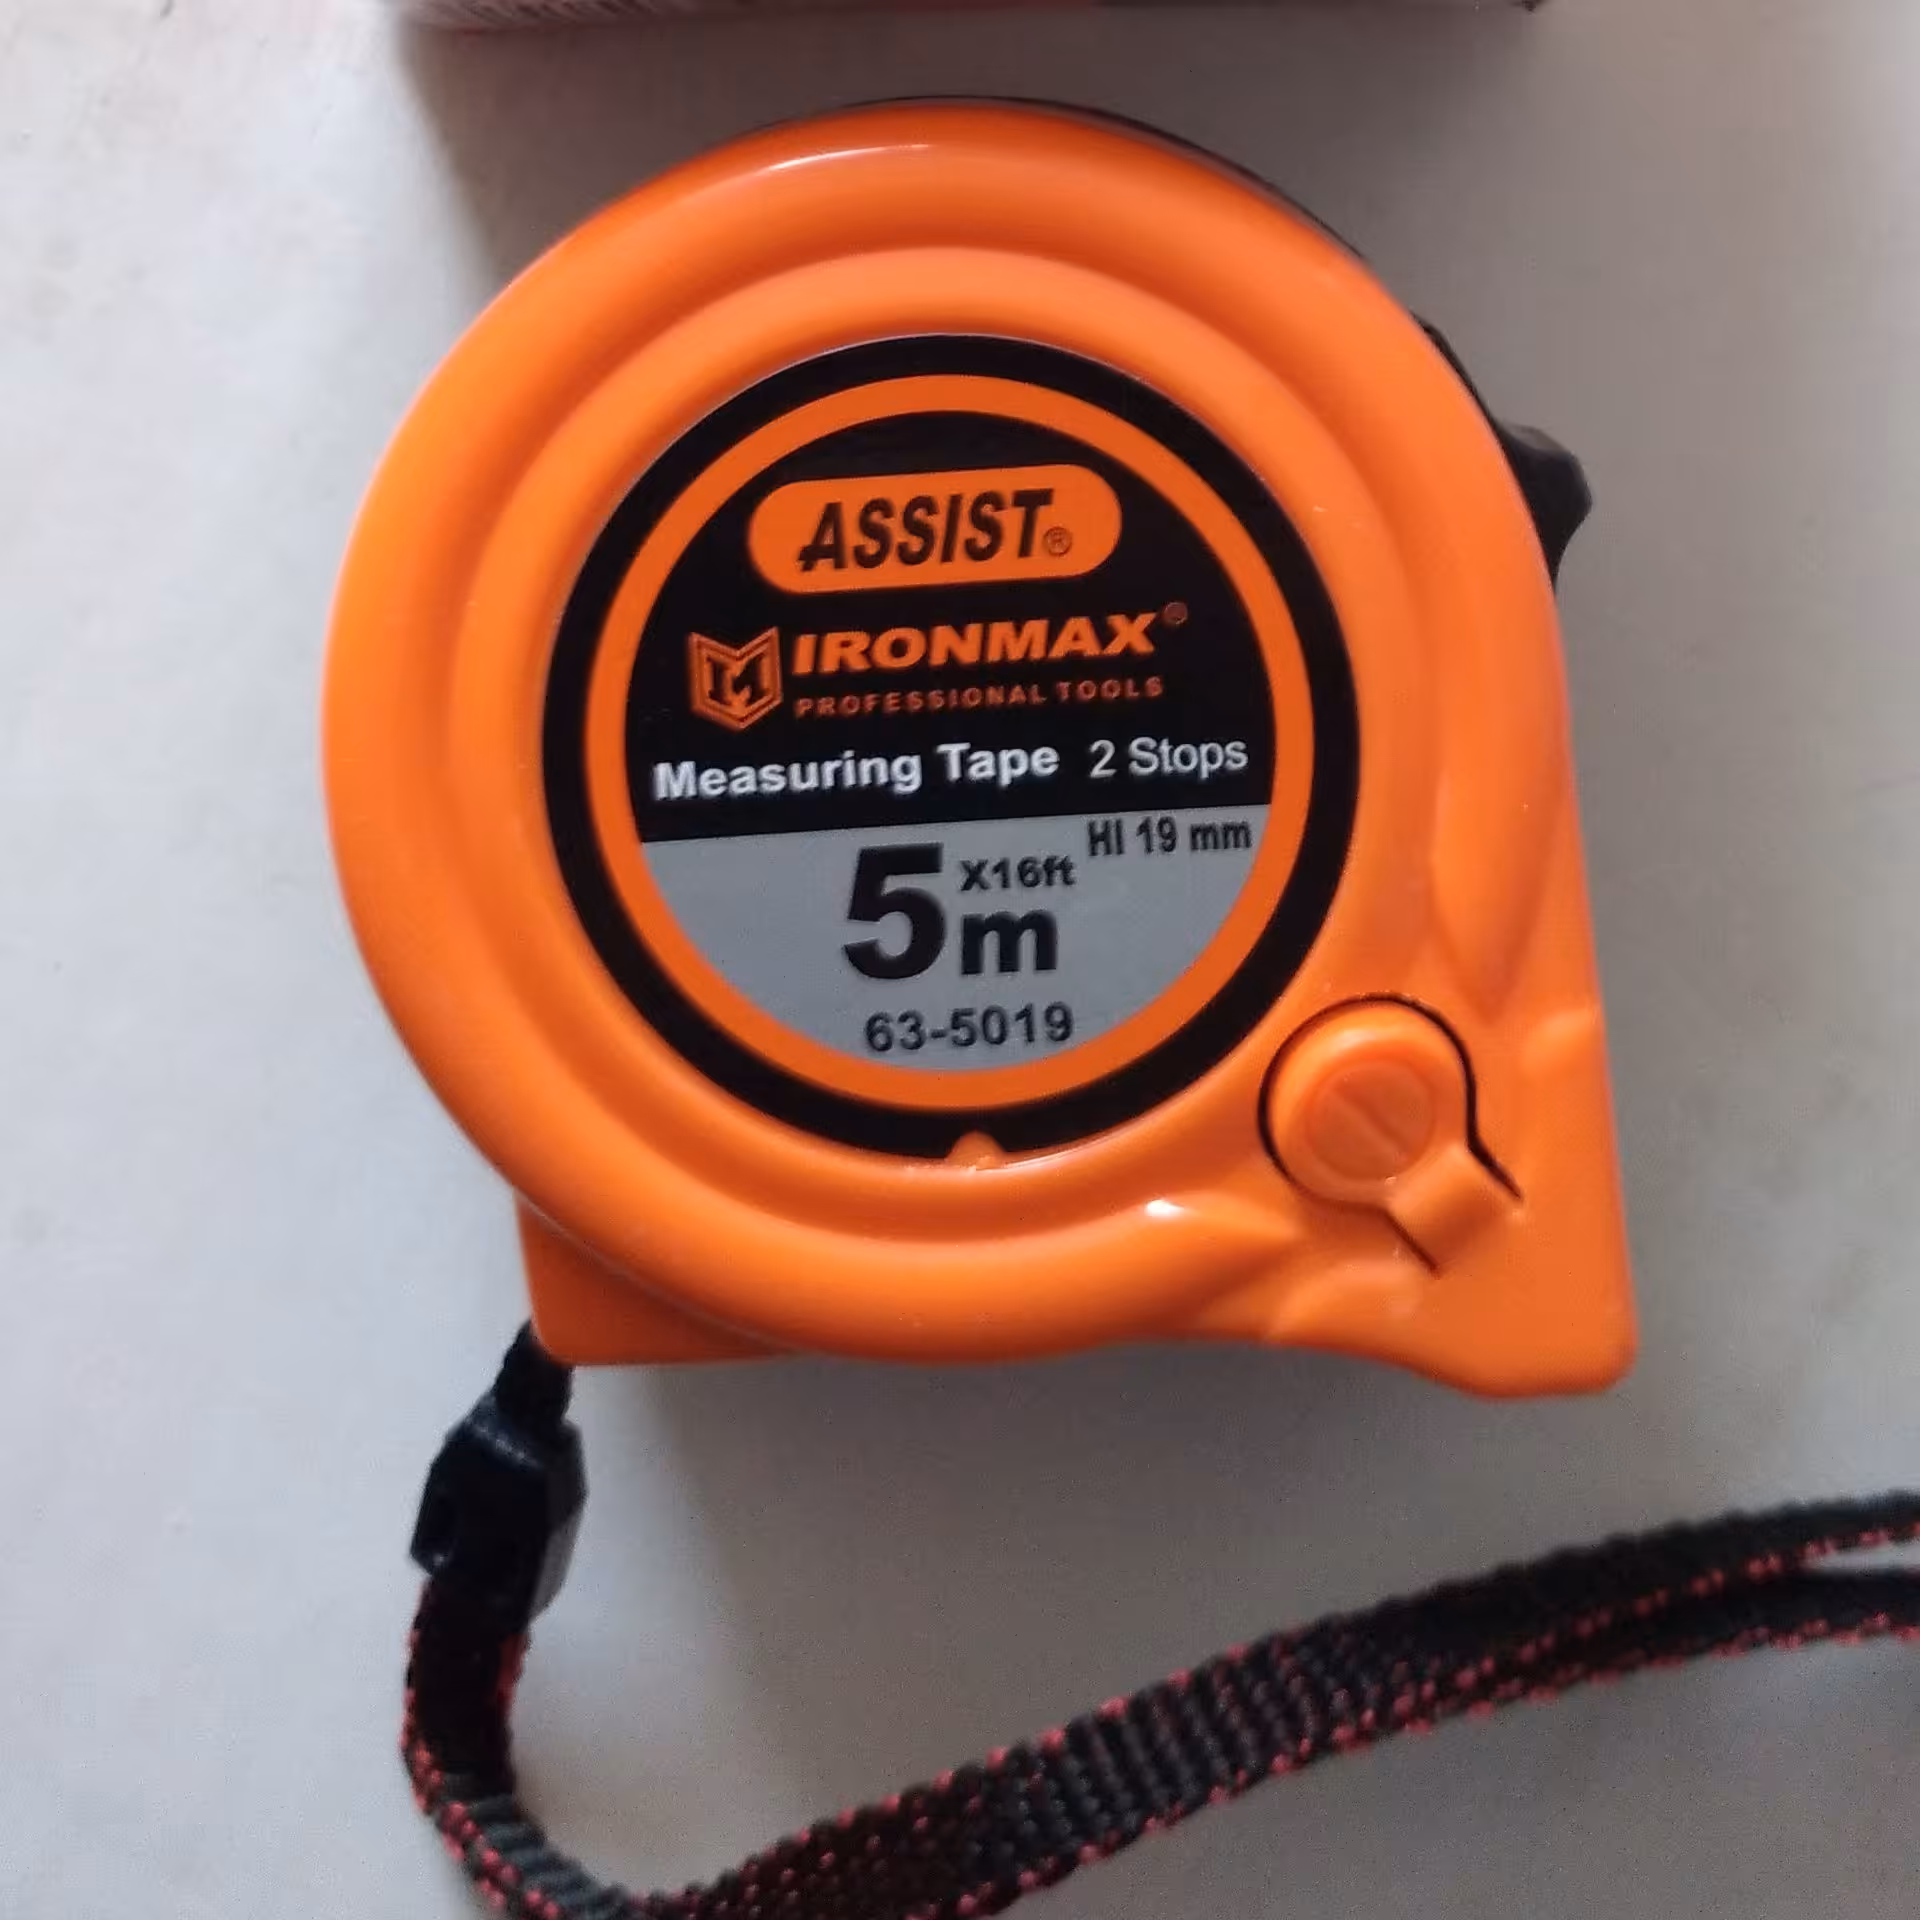 ASSIST®
IRONMAX®
PROFESSIONAL TOOLS
Measuring Tape 2 Stops
HI 19 mm
5 m X16ft
63-5019